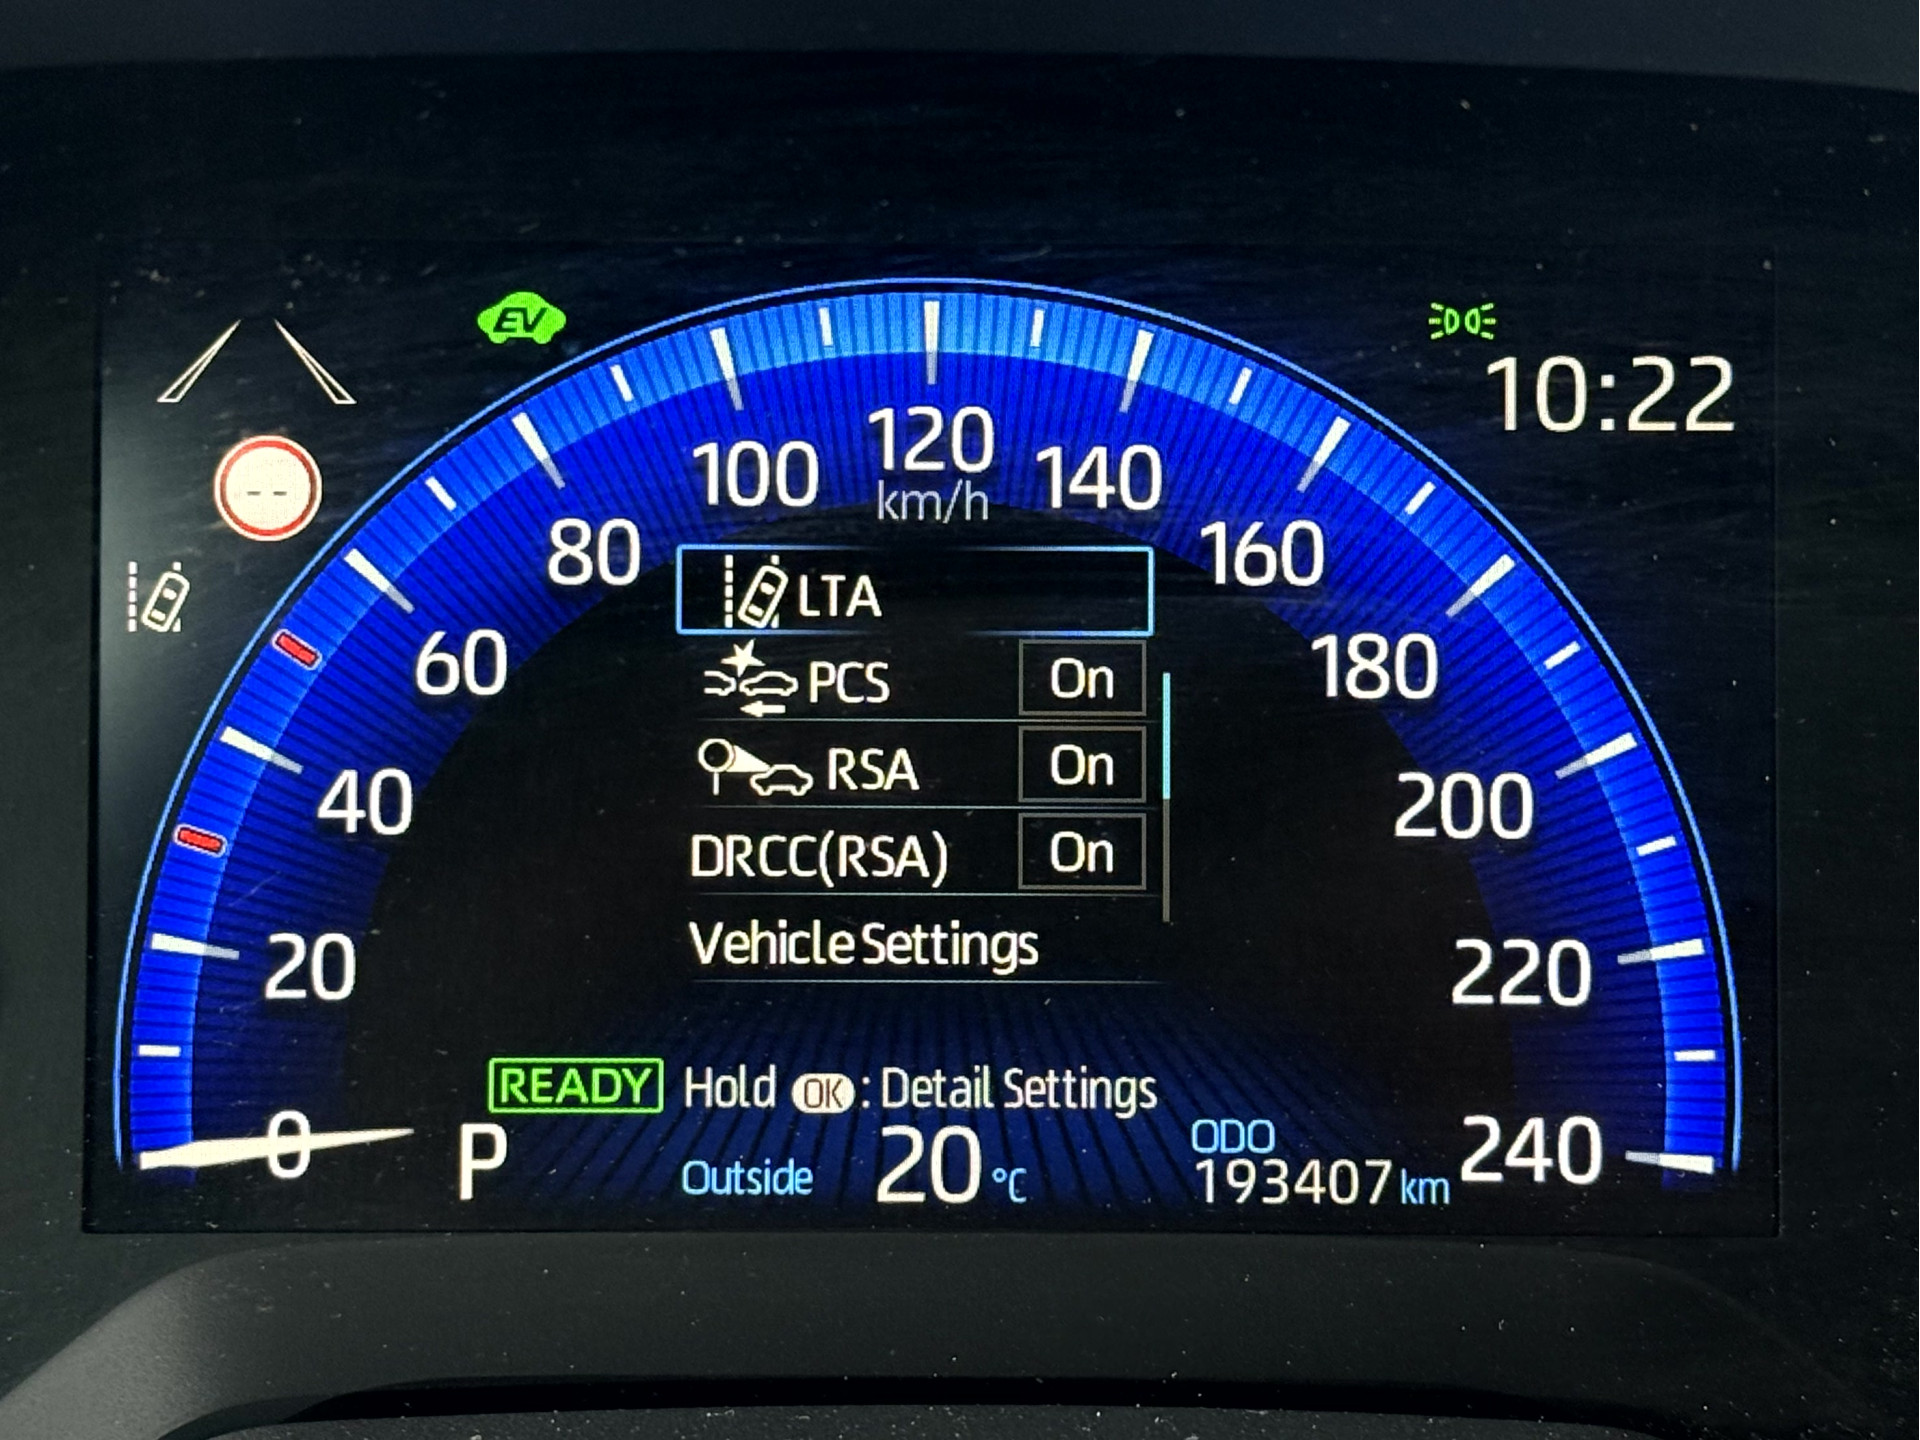 EV
10:22
--
0
20
40
60
80
100
120
km/h
140
160
180
200
220
240
LTA
PCS On
RSA On
DRCC(RSA) On
Vehicle Settings
READY Hold OK : Detail Settings
P Outside 20 °C ODO
193407 km